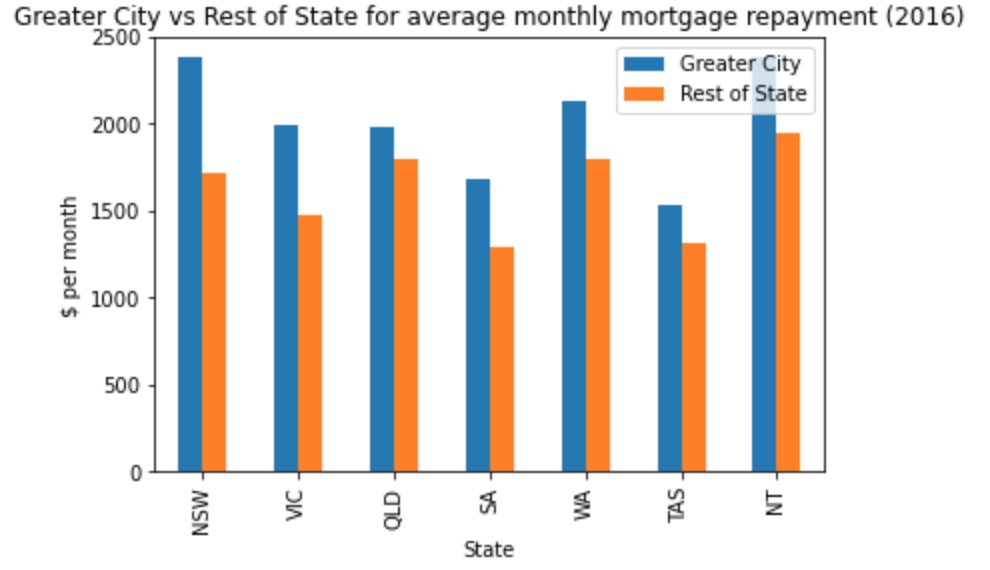 Greater City vs Rest of State for average monthly mortgage repayment (2016)
2500
2000
1500
1000
500
0
$ per month
Greater City
Rest of State
NSW
VIC
QLD
SA
WA
TAS
NT
State